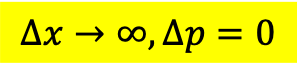 Δx → ∞, Δp = 0